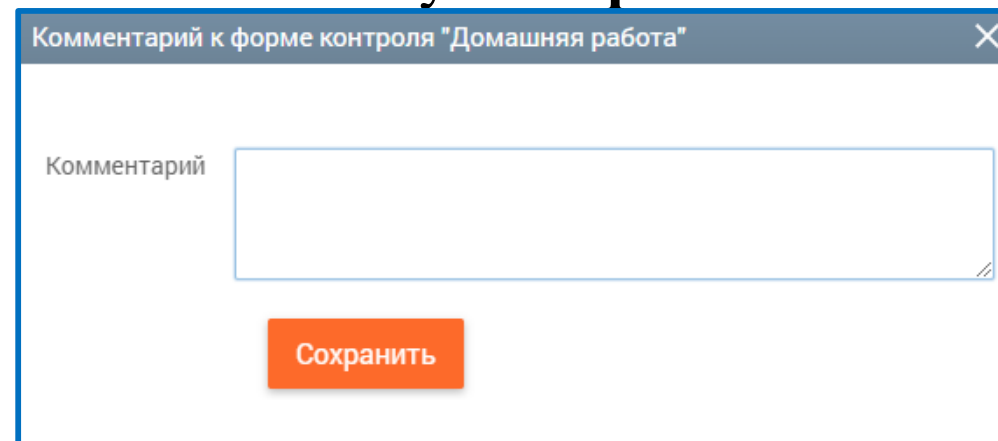 Комментарий к форме контроля "Домашняя работа"
Комментарий
Сохранить